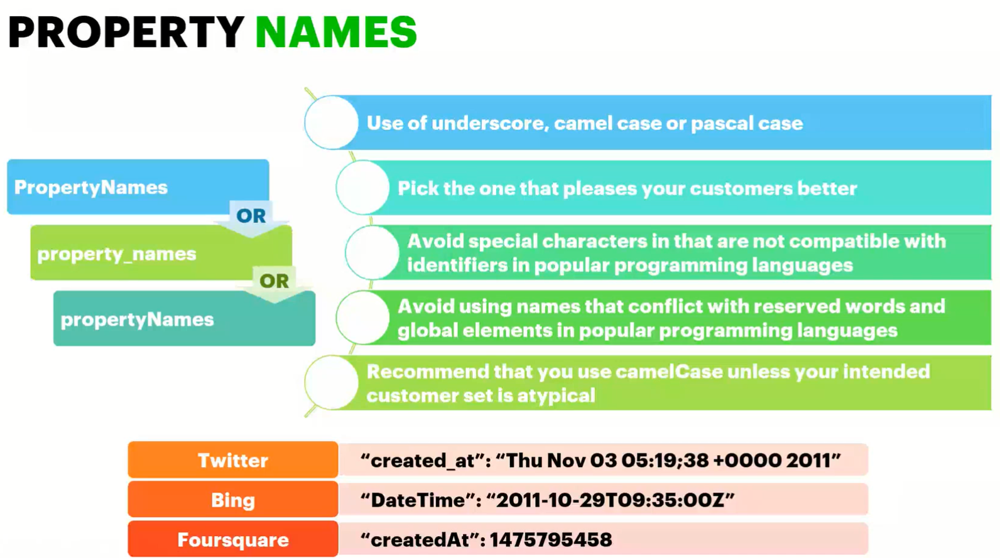 PROPERTY NAMES
Use of underscore, camel case or pascal case
Pick the one that pleases your customers better
Avoid special characters in that are not compatible with
identifiers in popular programming languages
Avoid using names that conflict with reserved words and
global elements in popular programming languages
Recommend that you use camelCase unless your intended
customer set is atypical
PropertyNames
OR
property_names
OR
propertyNames
Twitter
“created_at”: “Thu Nov 03 05:19;38 +0000 2011”
Bing
“DateTime”: “2011-10-29T09:35:00Z”
Foursquare
“createdAt”: 1475795458